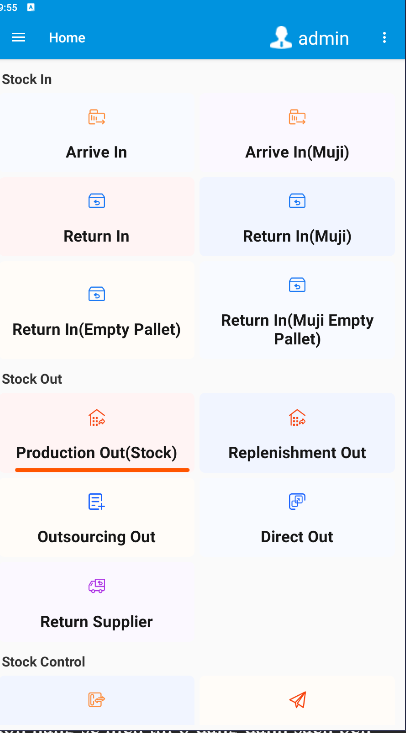 9:55 A
Home
admin
Stock In
Arrive In
Arrive In(Muji)
Return In
Return In(Muji)
Return In(Empty Pallet)
Return In(Muji Empty
Pallet)
Stock Out
Production Out(Stock)
Replenishment Out
Outsourcing Out
Direct Out
Return Supplier
Stock Control